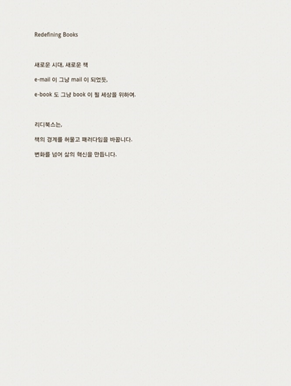 Redefining Books
새로운 시대, 새로운 책
e-mail 이 그냥 mail 이 되었듯,
e-book 도 그냥 book 이 될 세상을 위하여.
리디북스는,
책의 경계를 허물고 패러다임을 바꿉니다.
변화를 넘어 삶의 혁신을 만듭니다.